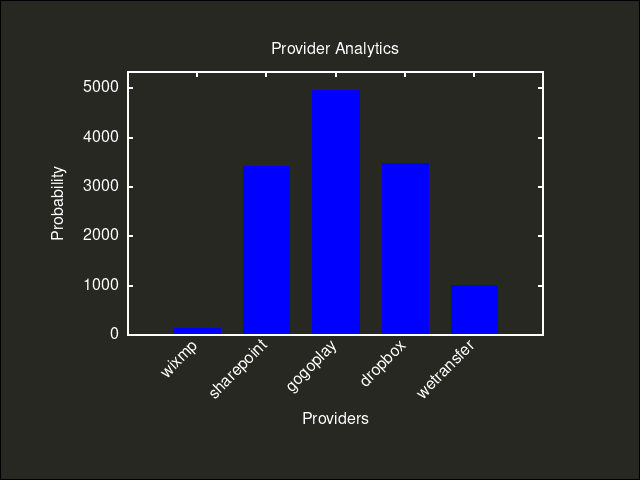 Provider Analytics
5000
4000
3000
2000
1000
0
Probability
wixmp
sharepoint
gogoplay
dropbox
wetransfer
Providers